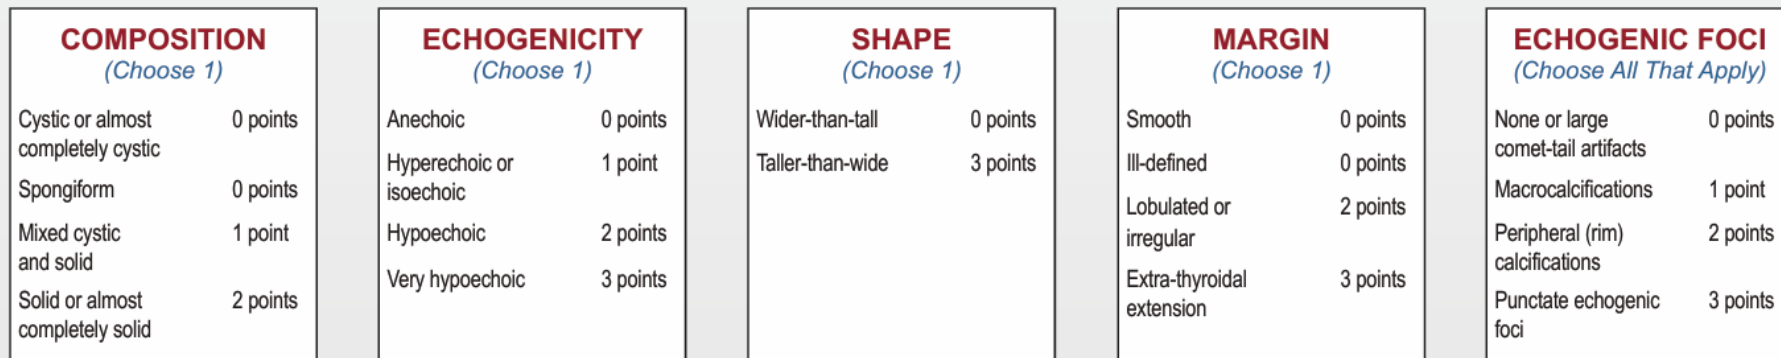 COMPOSITION
(Choose 1)
Cystic or almost 0 points
completely cystic
Spongiform 0 points
Mixed cystic 1 point
and solid
Solid or almost 2 points
completely solid
ECHOGENICITY
(Choose 1)
Anechoic 0 points
Hyperechoic or 1 point
isoechoic
Hypoechoic 2 points
Very hypoechoic 3 points
SHAPE
(Choose 1)
Wider-than-tall 0 points
Taller-than-wide 3 points
MARGIN
(Choose 1)
Smooth 0 points
Ill-defined 0 points
Lobulated or 2 points
irregular
Extra-thyroidal 3 points
extension
ECHOGENIC FOCI
(Choose All That Apply)
None or large 0 points
comet-tail artifacts
Macrocalcifications 1 point
Peripheral (rim) 2 points
calcifications
Punctate echogenic 3 points
foci